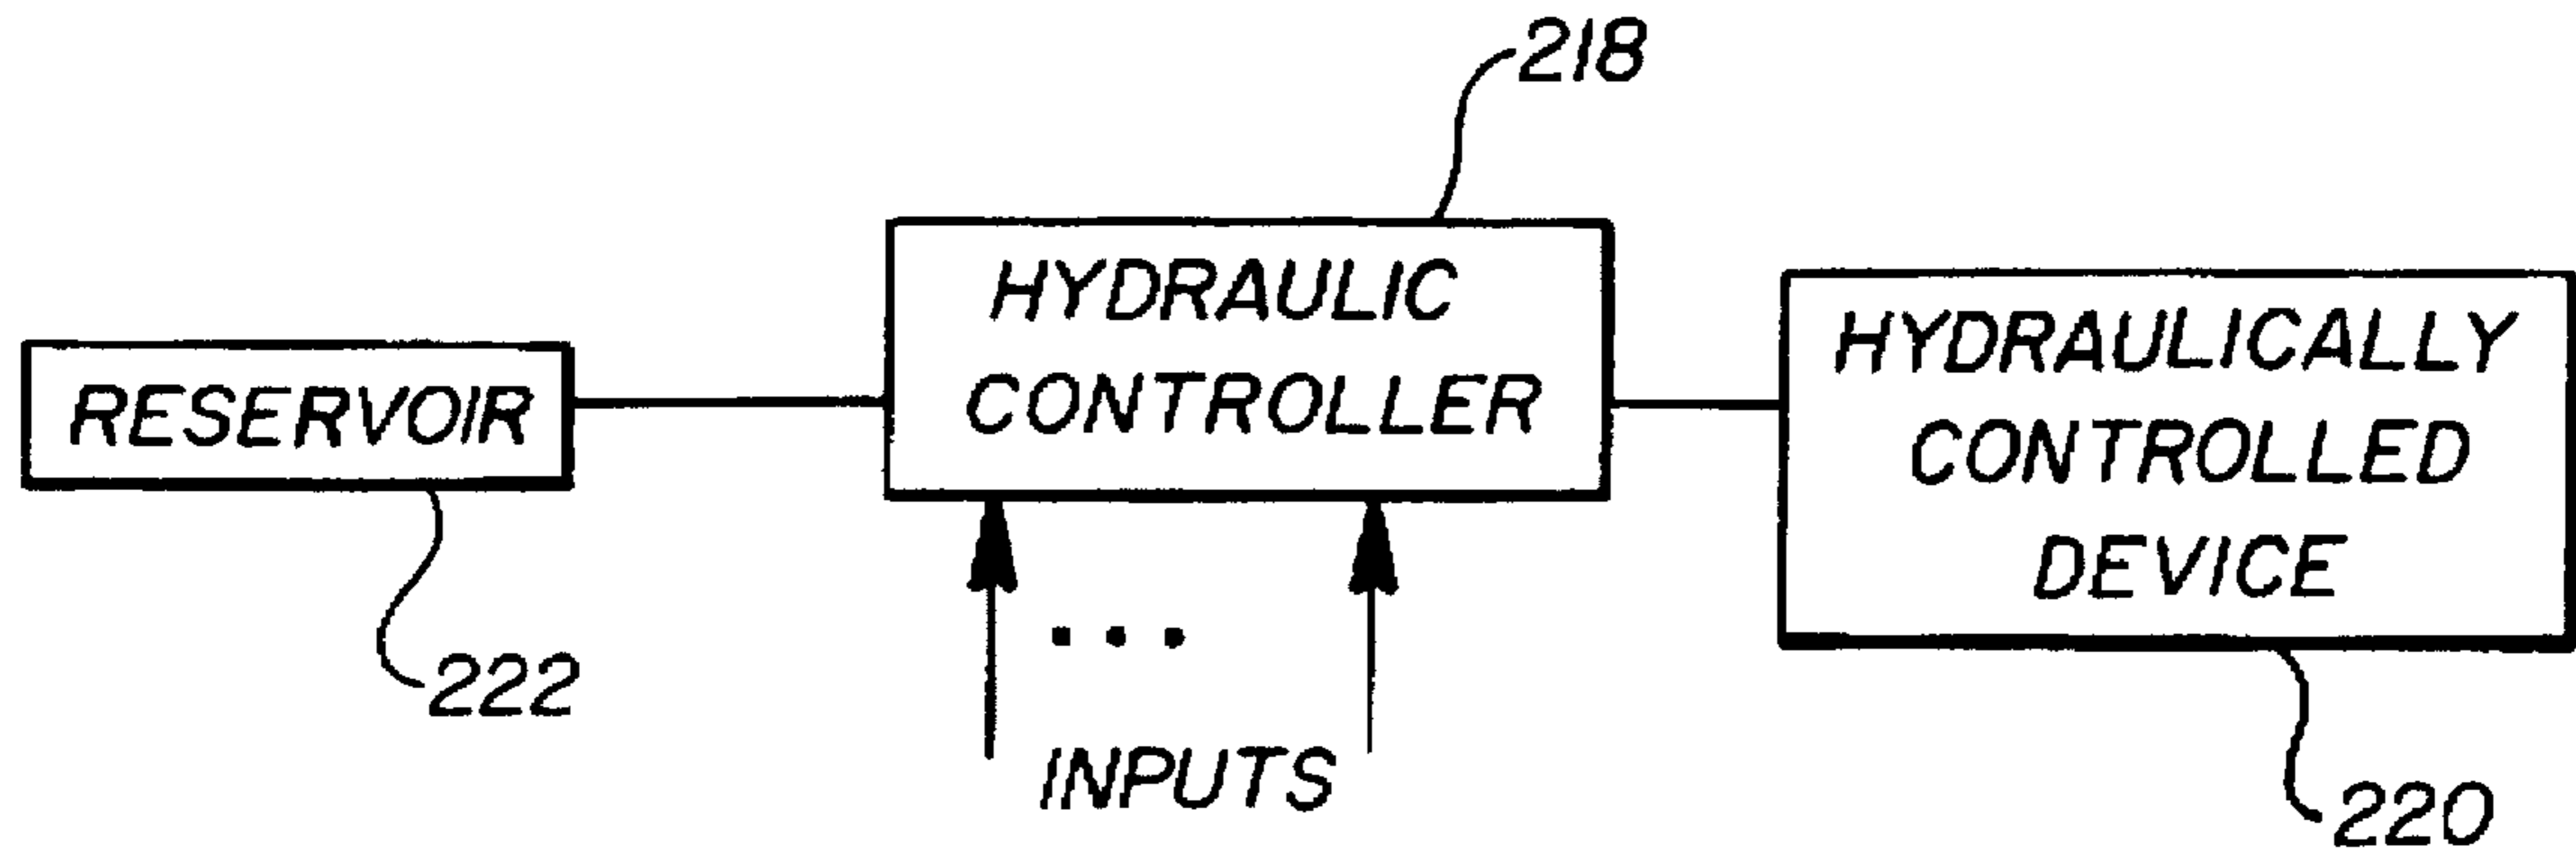 218
HYDRAULIC
CONTROLLER
RESERVOIR
HYDRAULICALLY
CONTROLLED
DEVICE
...
222
INPUTS
220